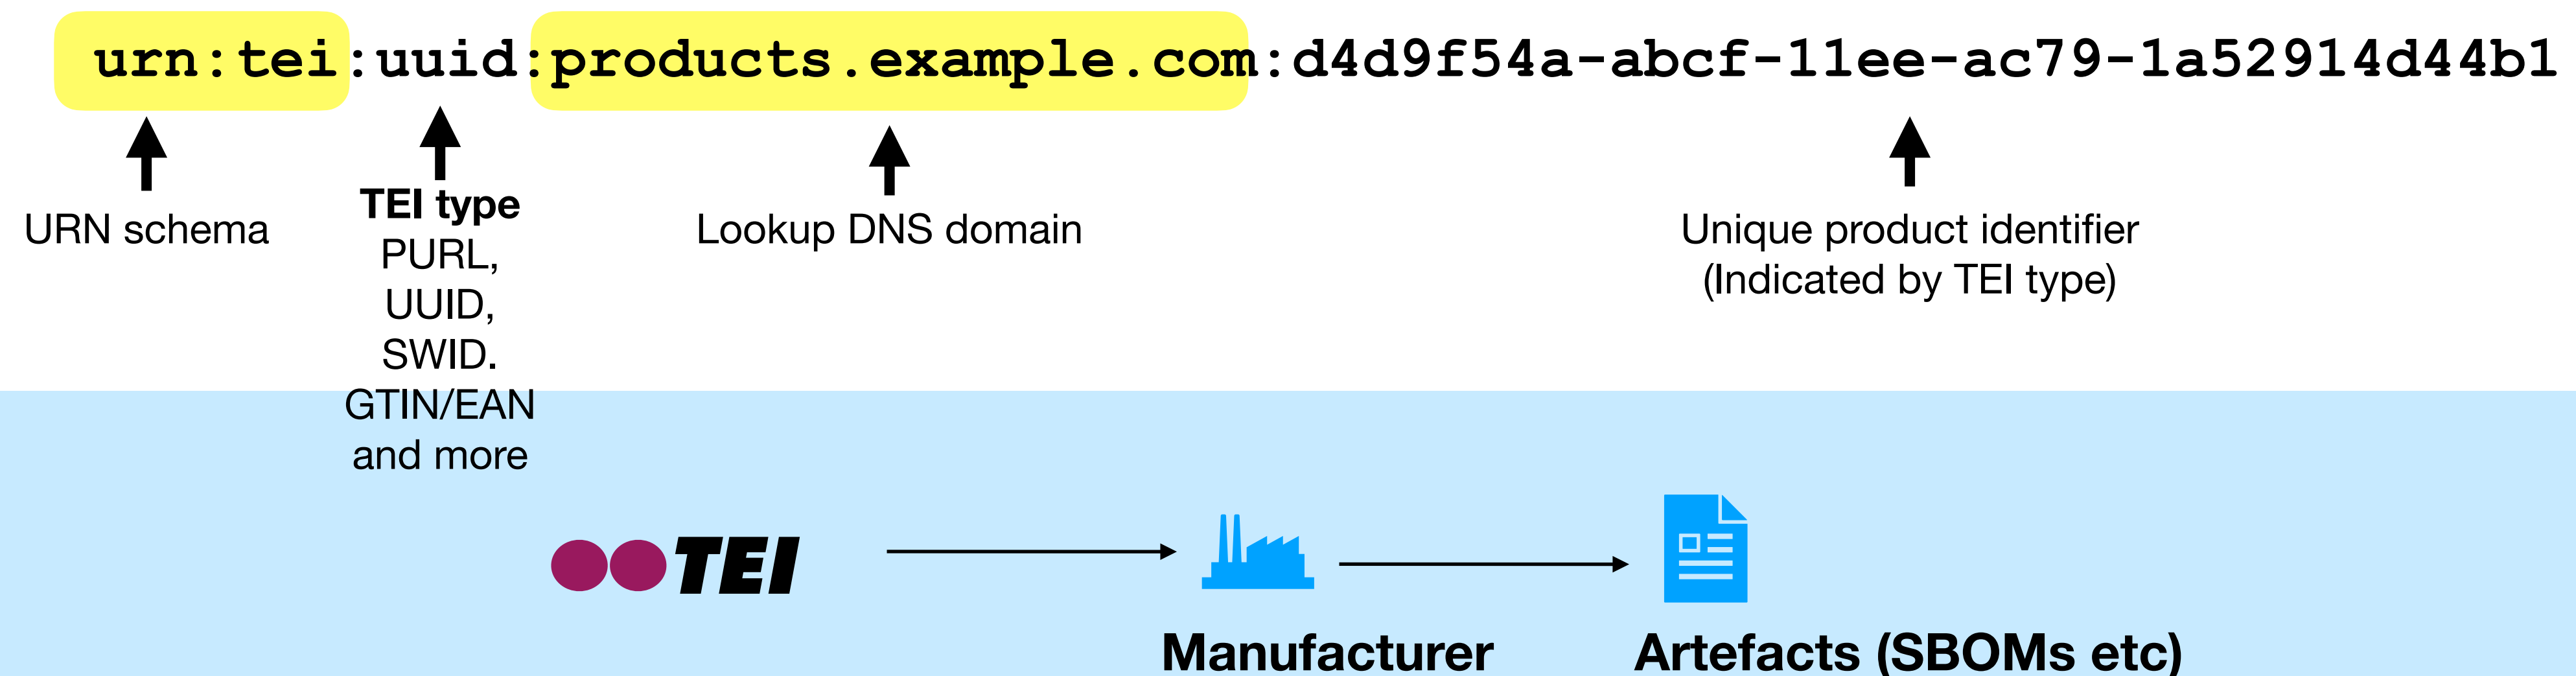 urn:tei:uuid:products.example.com:d4d9f54a-abcf-11ee-ac79-1a52914d44b1
URN schema
TEI type
PURL,
UUID,
SWID.
GTIN/EAN
and more
Lookup DNS domain
Unique product identifier
(Indicated by TEI type)
TEI
Manufacturer
Artefacts (SBOMs etc)